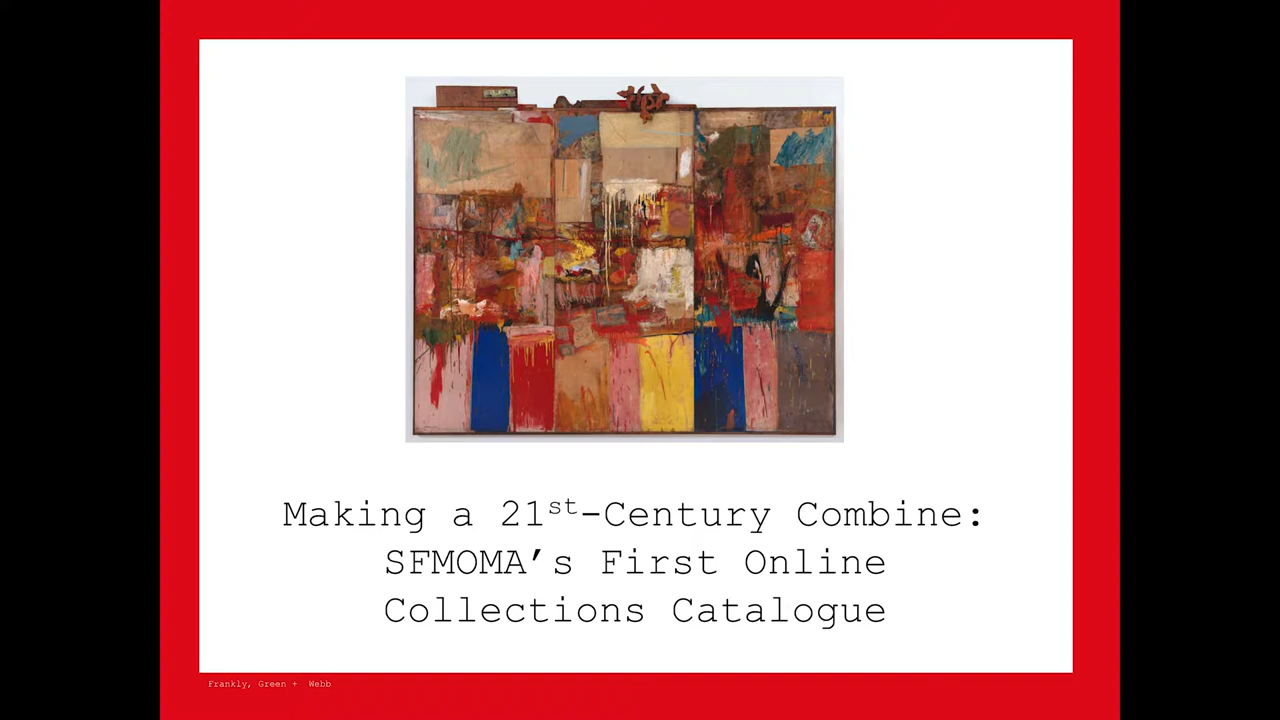 Making a 21st-Century Combine:
SFMOMA’s First Online
Collections Catalogue
Frankly, Green + Webb